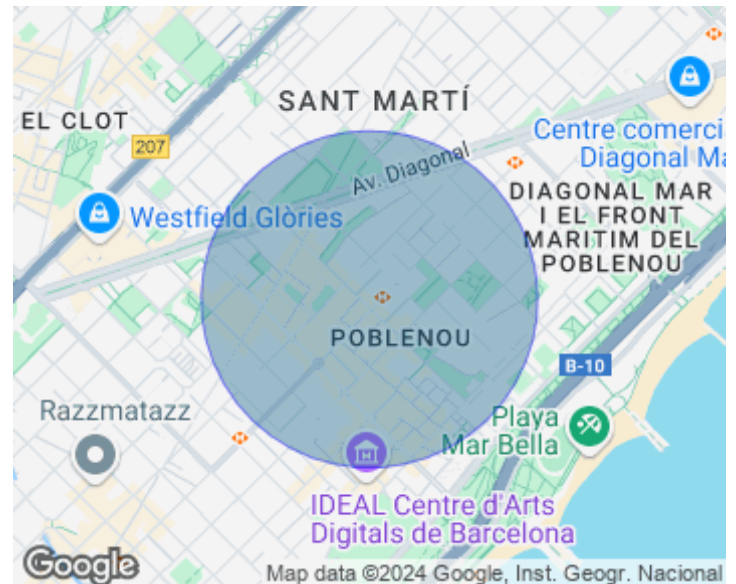 SANT MARTÍ
EL CLOT
207
Centre comerci
Diagonal Ma
Av. Diagonal
DIAGONAL MAR
I EL FRONT
MARITIM DEL
POBLENOU
Westfield Glòries
POBLENOU
B-10
Razzmatazz
Playa
Mar Bella
IDEAL Centre d'Arts
Digitals de Barcelona
Google
Map data ©2024 Google, Inst. Geogr. Nacional